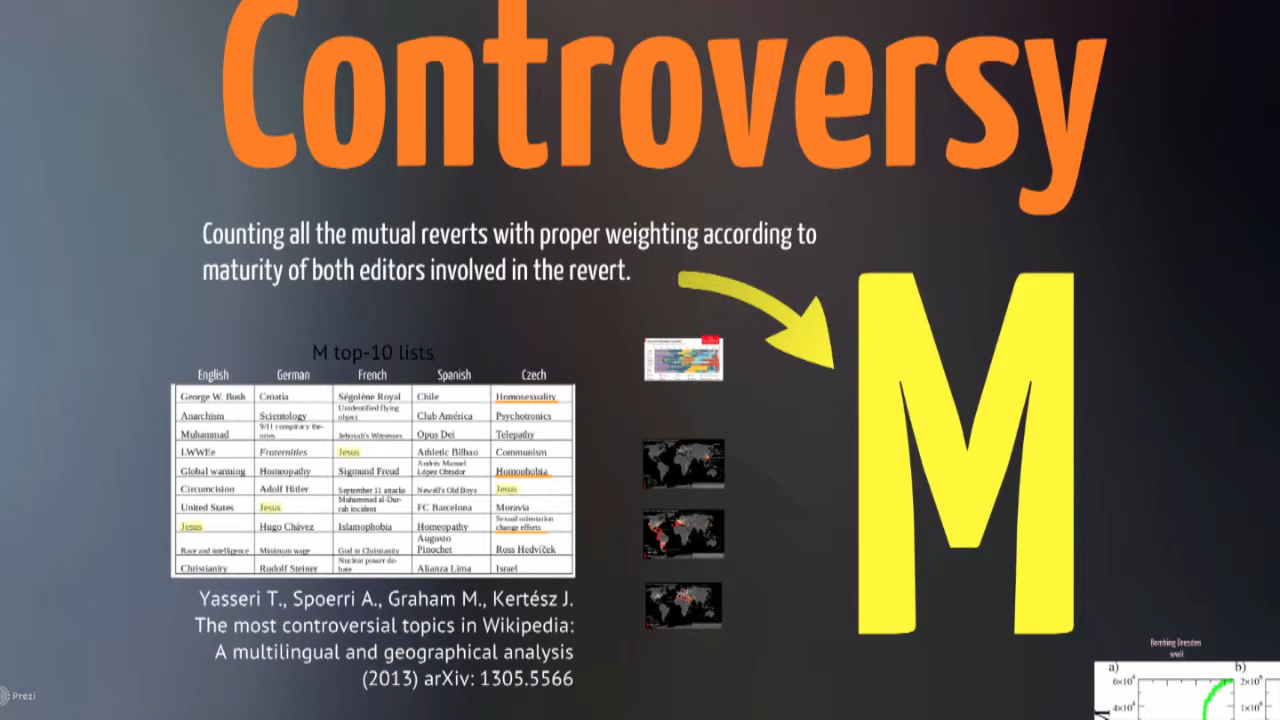 Controversy
Counting all the mutual reverts with proper weighting according to
maturity of both editors involved in the revert.
M
M top-10 lists
English German French Spanish Czech
George W. Bush Croatia Ségolène Royal Chile Homosexuality
Anarchism Scientology Unidentified flying object Club América Psychotronics
Muhammad 9/11 conspiracy theories Jehovah's Witnesses Opus Dei Telepathy
LWWEe Fraternities Jesus Athletic Bilbao Communism
Global warming Homeopathy Sigmund Freud Andrés Manuel López Obrador Homophobia
Circumcision Adolf Hitler September 11 attacks Newell's Old Boys Jesus
United States Jesus Muhammad al-Durrah incident FC Barcelona Moravia
Jesus Hugo Chávez Islamophobia Homeopathy Sexual orientation change efforts
Race and intelligence Minimum wage God in Christianity Augusto Pinochet Ross Hedvíček
Christianity Rudolf Steiner Nuclear power debate Alianza Lima Israel
Yasseri T., Spoerri A., Graham M., Kertész J.
The most controversial topics in Wikipedia:
A multilingual and geographical analysis
(2013) arXiv: 1305.5566
Bombing Dresden
wwII
a) b)
6x10⁴ 2x10⁶
4x10⁴ 1x10⁶
M
Prezi